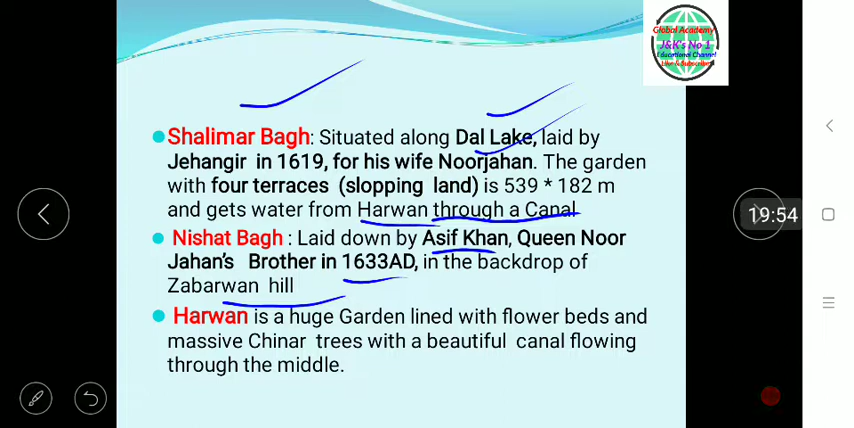 Global Academy
J&K's No 1
Educational Channel
Like & Subscribe
Shalimar Bagh: Situated along Dal Lake, laid by
Jehangir in 1619, for his wife Noorjahan. The garden
with four terraces (slopping land) is 539 * 182 m
and gets water from Harwan through a Canal
19:54
Nishat Bagh : Laid down by Asif Khan, Queen Noor
Jahan's Brother in 1633AD, in the backdrop of
Zabarwan hill
Harwan is a huge Garden lined with flower beds and
massive Chinar trees with a beautiful canal flowing
through the middle.